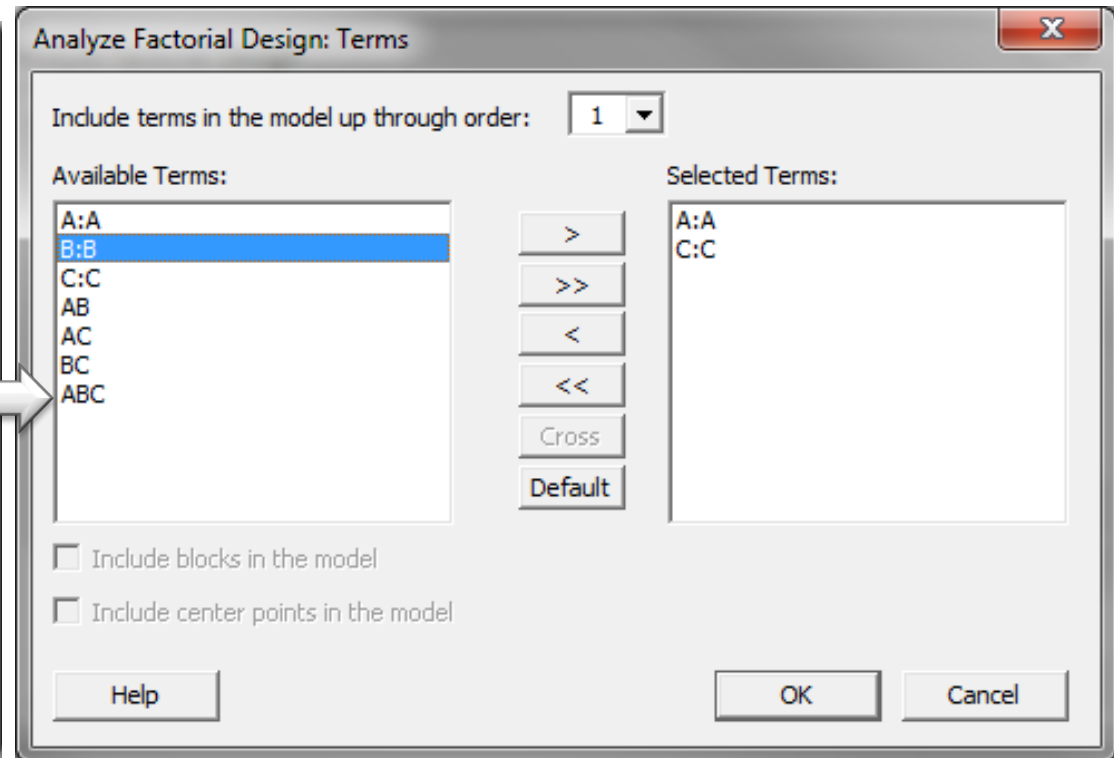 Analyze Factorial Design: Terms
X
Include terms in the model up through order: 1
Available Terms:
A:A
B:B
C:C
AB
AC
BC
ABC
>
>>
<
<<
Cross
Default
Selected Terms:
A:A
C:C
Include blocks in the model
Include center points in the model
Help
OK
Cancel